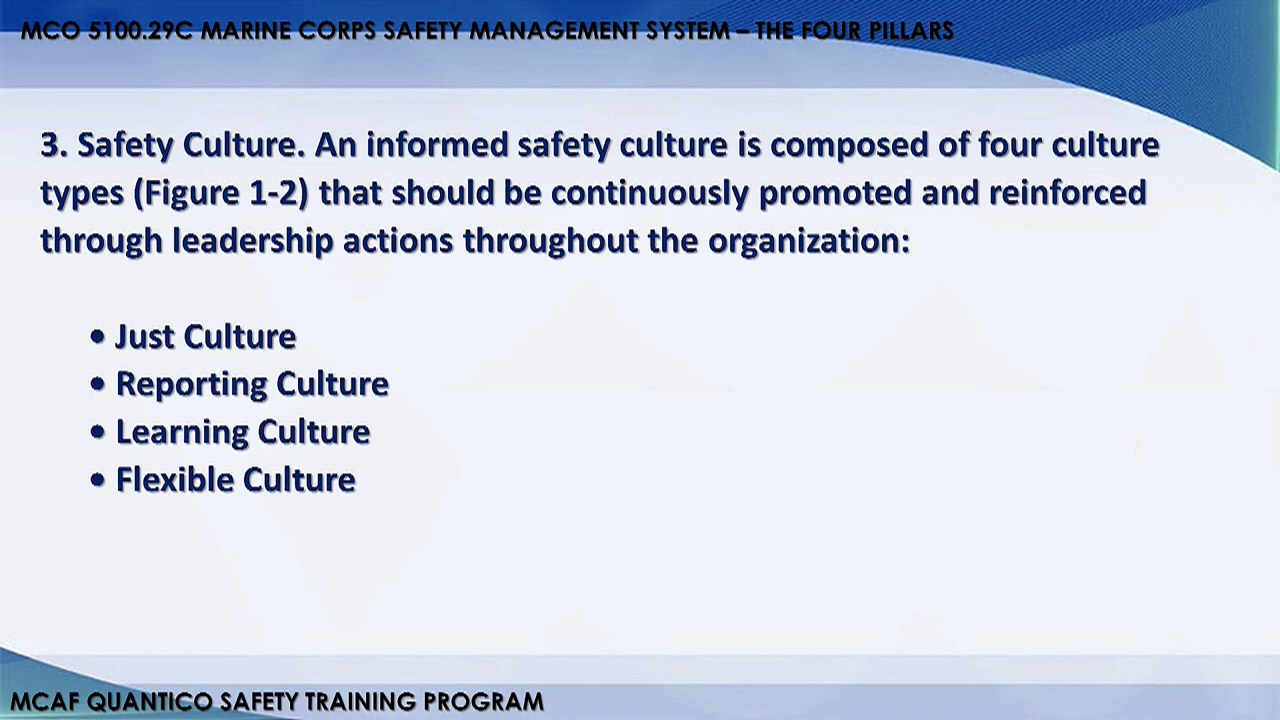 MCO 5100.29C MARINE CORPS SAFETY MANAGEMENT SYSTEM – THE FOUR PILLARS
3. Safety Culture. An informed safety culture is composed of four culture
types (Figure 1-2) that should be continuously promoted and reinforced
through leadership actions throughout the organization:
• Just Culture
• Reporting Culture
• Learning Culture
• Flexible Culture
MCAF QUANTICO SAFETY TRAINING PROGRAM